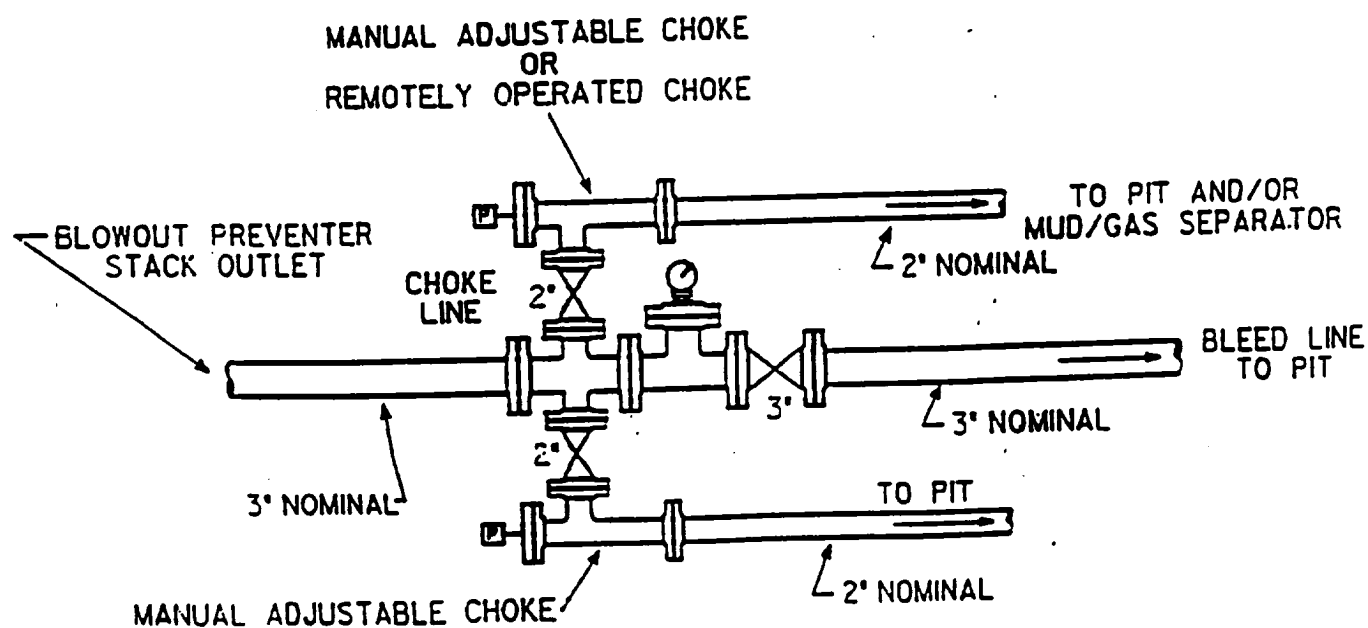 MANUAL ADJUSTABLE CHOKE
OR
REMOTELY OPERATED CHOKE
P
TO PIT AND/OR
MUD/GAS SEPARATOR
BLOWOUT PREVENTER
STACK OUTLET
2" NOMINAL
CHOKE
LINE
2"
BLEED LINE
TO PIT
3"
3" NOMINAL
2"
3" NOMINAL
TO PIT
P
2" NOMINAL
MANUAL ADJUSTABLE CHOKE